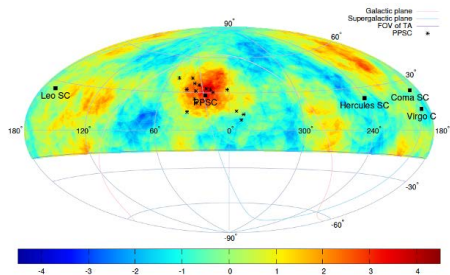 Galactic plane
Supergalactic plane
FOV of TA
PPSC
90°
60°
30°
Leo SC
PPSC
Hercules SC
Coma SC
Virgo C
180°
120°
60°
0°
240°
180°
-30°
-60°
-90°
-4 -3 -2 -1 0 1 2 3 4